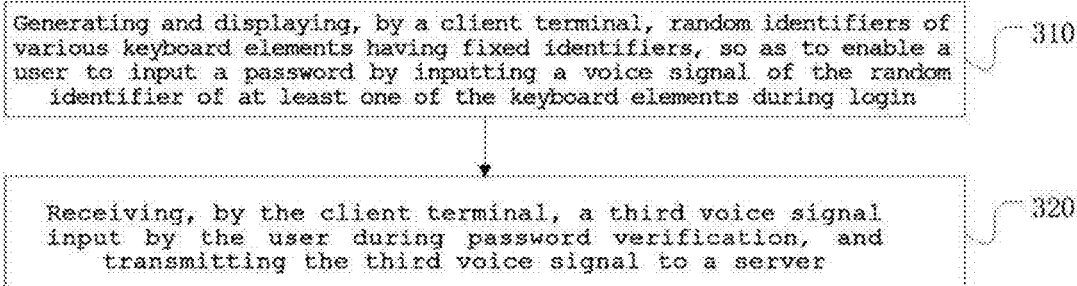 Generating and displaying, by a client terminal, random identifiers of
various keyboard elements having fixed identifiers, so as to enable a
user to input a password by inputting a voice signal of the random
identifier of at least one of the keyboard elements during login
310
Receiving, by the client terminal, a third voice signal
input by the user during password verification, and
transmitting the third voice signal to a server
320